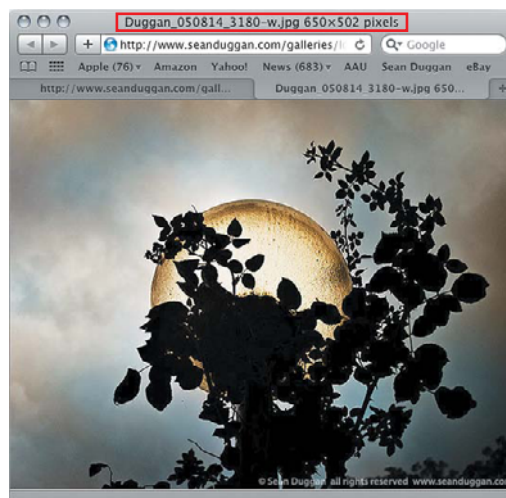 Duggan_050814_3180-w.jpg 650×502 pixels
http://www.seanduggan.com/galleries/ Google
Apple (76) Amazon Yahoo! News (683) AAU Sean Duggan eBay
http://www.seanduggan.com/gall... Duggan_050814_3180-w.jpg 650...
© Seán Duggan all rights reserved www.seanduggan.com